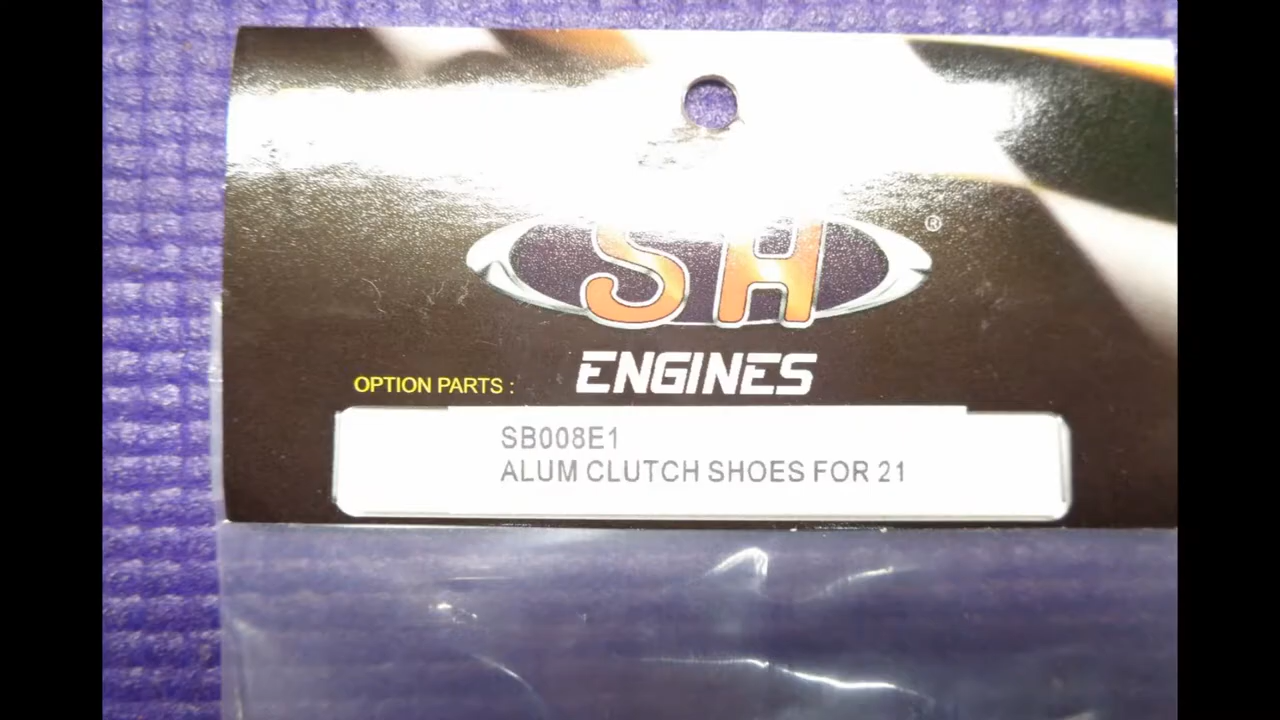 SH ®
ENGINES
OPTION PARTS :
SB008E1
ALUM CLUTCH SHOES FOR 21